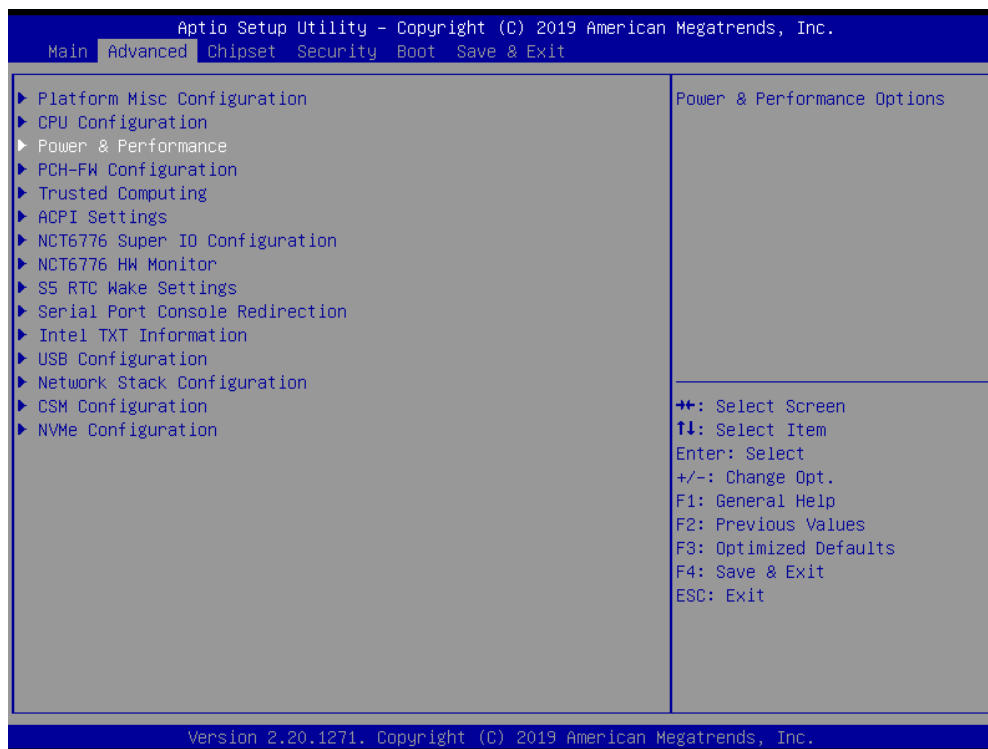 Aptio Setup Utility – Copyright (C) 2019 American Megatrends, Inc.
Main Advanced Chipset Security Boot Save & Exit
▶ Platform Misc Configuration
▶ CPU Configuration
▶ Power & Performance
▶ PCH-FW Configuration
▶ Trusted Computing
▶ ACPI Settings
▶ NCT6776 Super IO Configuration
▶ NCT6776 HW Monitor
▶ S5 RTC Wake Settings
▶ Serial Port Console Redirection
▶ Intel TXT Information
▶ USB Configuration
▶ Network Stack Configuration
▶ CSM Configuration
▶ NVMe Configuration
Power & Performance Options
→←: Select Screen
↑↓: Select Item
Enter: Select
+/-: Change Opt.
F1: General Help
F2: Previous Values
F3: Optimized Defaults
F4: Save & Exit
ESC: Exit
Version 2.20.1271. Copyright (C) 2019 American Megatrends, Inc.